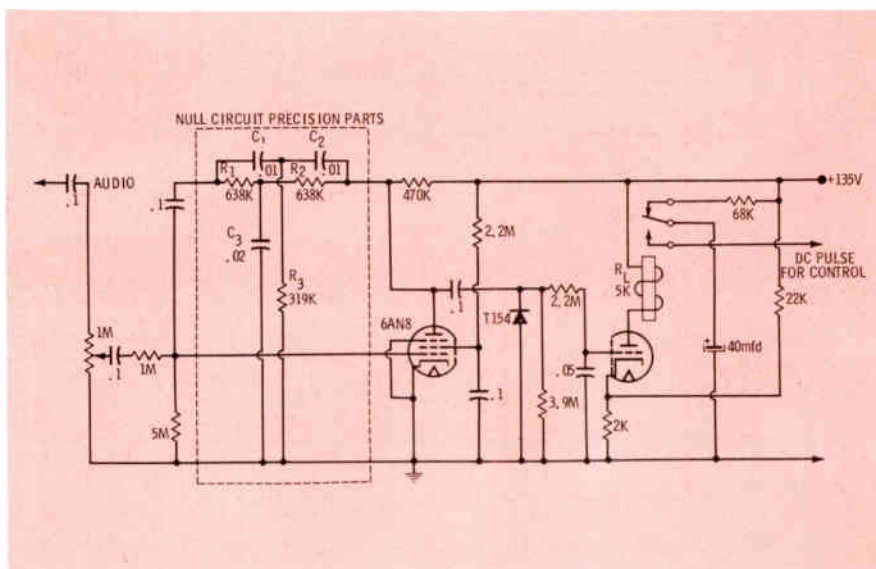 NULL CIRCUIT PRECISION PARTS
C1
C2
.01
.01
AUDIO
.1
R1
R2
638K
638K
+135V
.1
470K
68K
2,2M
C3
.02
DC PULSE
FOR CONTROL
R3
319K
RL
5K
22K
6AN8
.1
T154
2,2M
1M
40mfd
+
.1
1M
.05
.1
3.9M
5M
2K